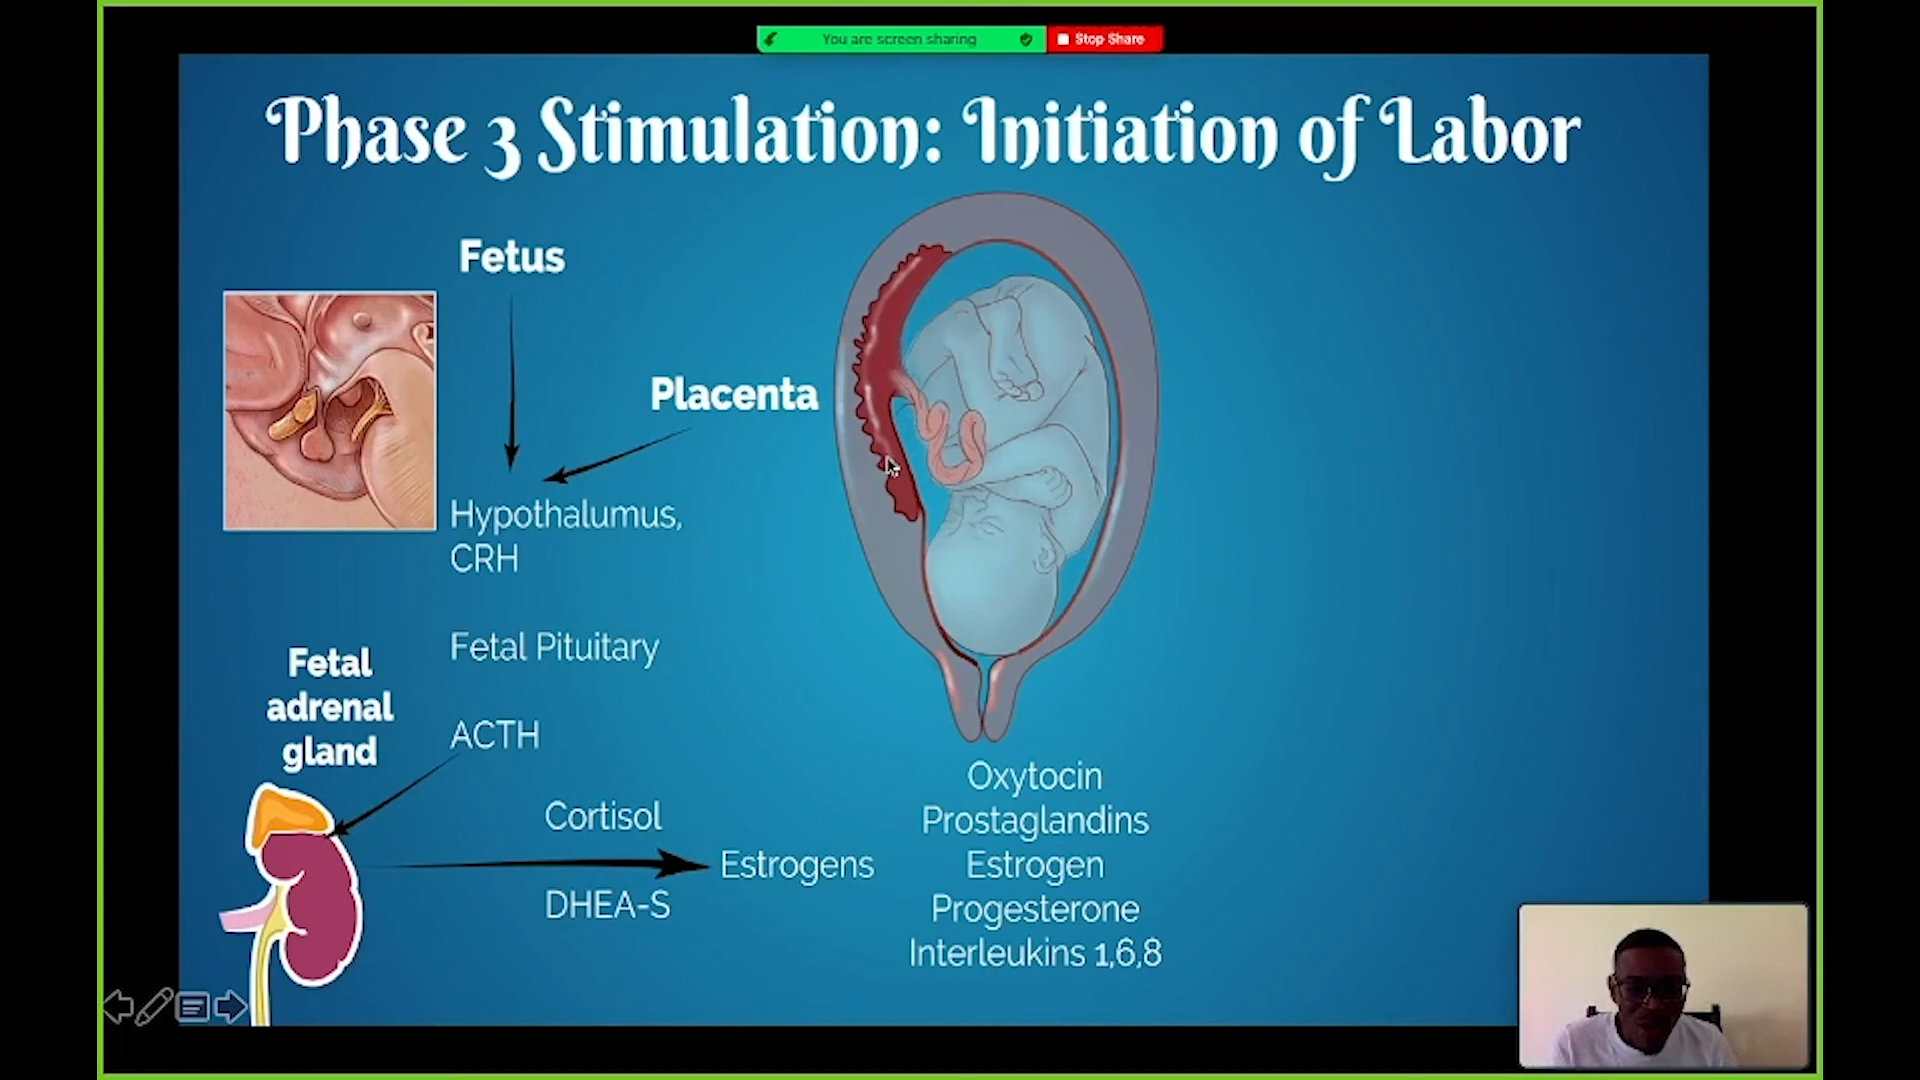 You are screen sharing
Stop Share
Phase 3 Stimulation: Initiation of Labor
Fetus
Placenta
Hypothalumus,
CRH
Fetal Pituitary
Fetal
adrenal
gland
ACTH
Cortisol
Estrogens
DHEA-S
Oxytocin
Prostaglandins
Estrogen
Progesterone
Interleukins 1,6,8